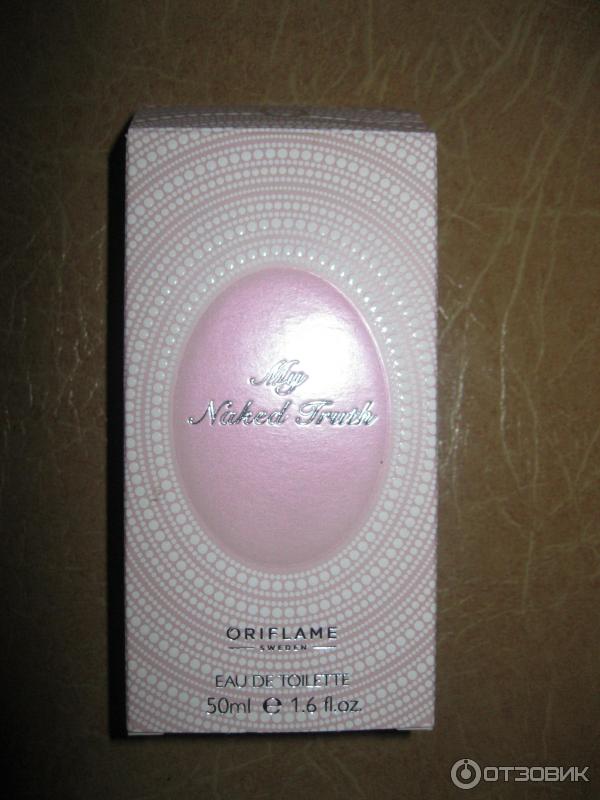 My
Naked Truth
ORIFLAME
SWEDEN
EAU DE TOILETTE
50ml e 1.6 fl.oz.
ОТЗОВИК